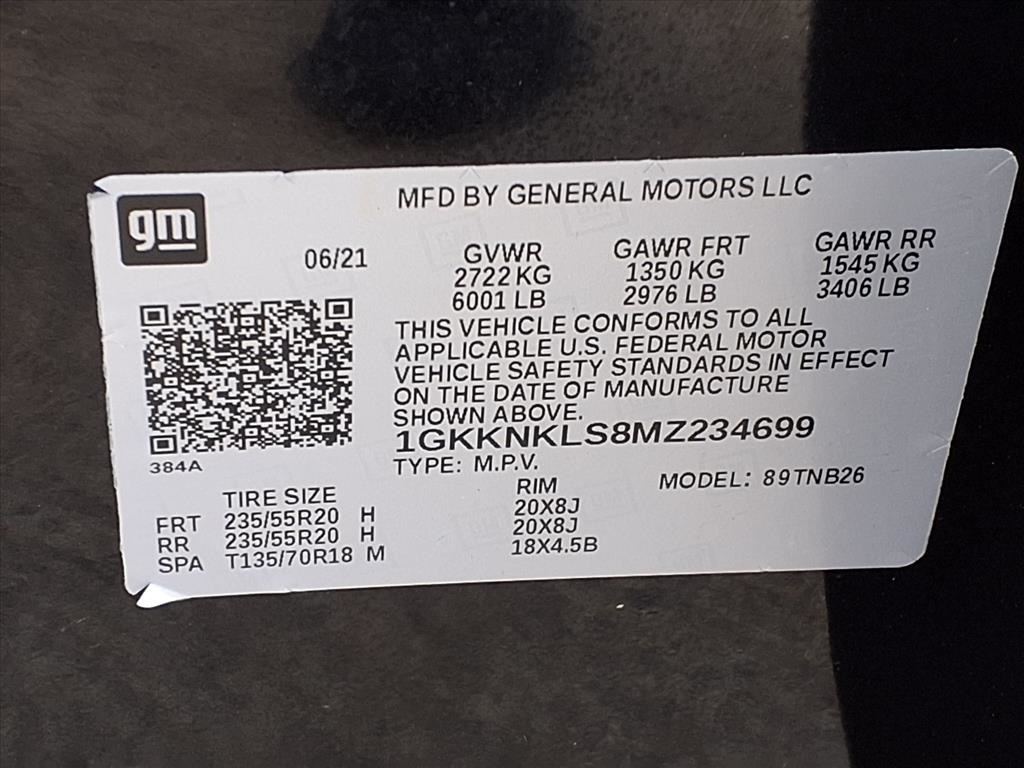 gm
MFD BY GENERAL MOTORS LLC
06/21
GVWR GAWR FRT GAWR RR
2722 KG 1350 KG 1545 KG
6001 LB 2976 LB 3406 LB
THIS VEHICLE CONFORMS TO ALL
APPLICABLE U.S. FEDERAL MOTOR
VEHICLE SAFETY STANDARDS IN EFFECT
ON THE DATE OF MANUFACTURE
SHOWN ABOVE.
1GKKNKLS8MZ234699
384A
TYPE: M.P.V. MODEL: 89TNB26
TIRE SIZE RIM
FRT 235/55R20 H 20X8J
RR 235/55R20 H 20X8J
SPA T135/70R18 M 18X4.5B